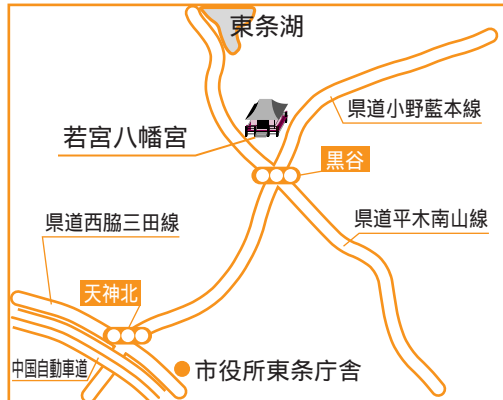 東条湖
県道小野藍本線
若宮八幡宮
黒谷
県道西脇三田線
県道平木南山線
天神北
中国自動車道
市役所東条庁舎